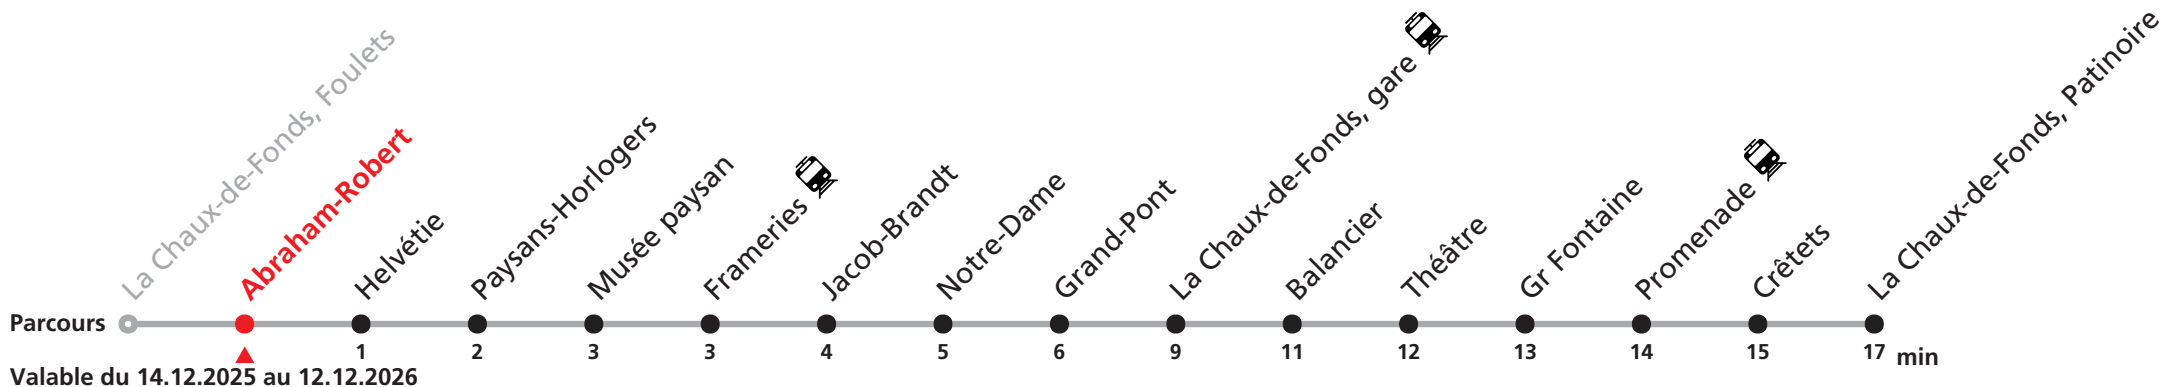 La Chaux-de-Fonds, Foulets
Abraham-Robert
Helvétie
Paysans-Horlogers
Musée paysan
Frameries
Jacob-Brandt
Notre-Dame
Grand-Pont
La Chaux-de-Fonds, gare
Balancier
Théâtre
Gr Fontaine
Promenade
Crêtets
La Chaux-de-Fonds, Patinoire
Parcours
1 2 3 3 4 5 6 9 11 12 13 14 15 17 min
Valable du 14.12.2025 au 12.12.2026